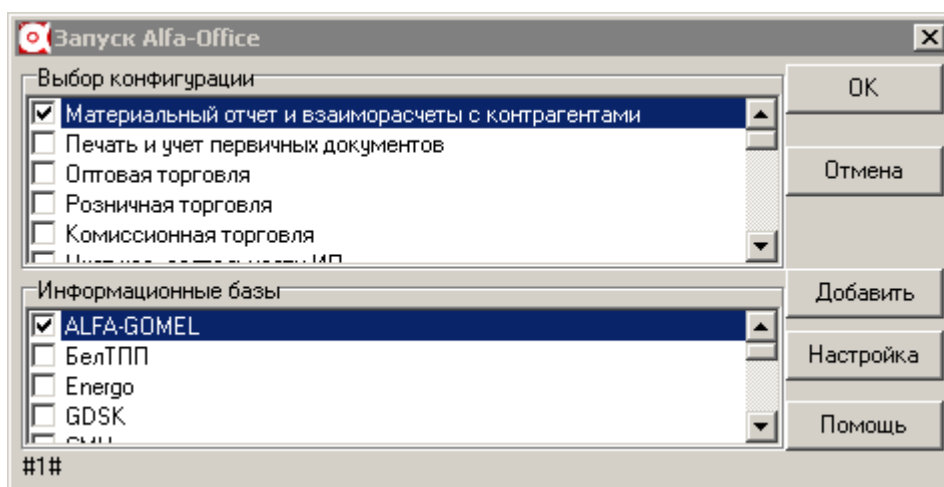 Запуск Alfa-Office
Выбор конфигурации
Материальный отчет и взаиморасчеты с контрагентами
Печать и учет первичных документов
Оптовая торговля
Розничная торговля
Комиссионная торговля
Информационные базы
ALFA-GOMEL
БелТПП
Energo
GDSK
#1#
OK
Отмена
Добавить
Настройка
Помощь